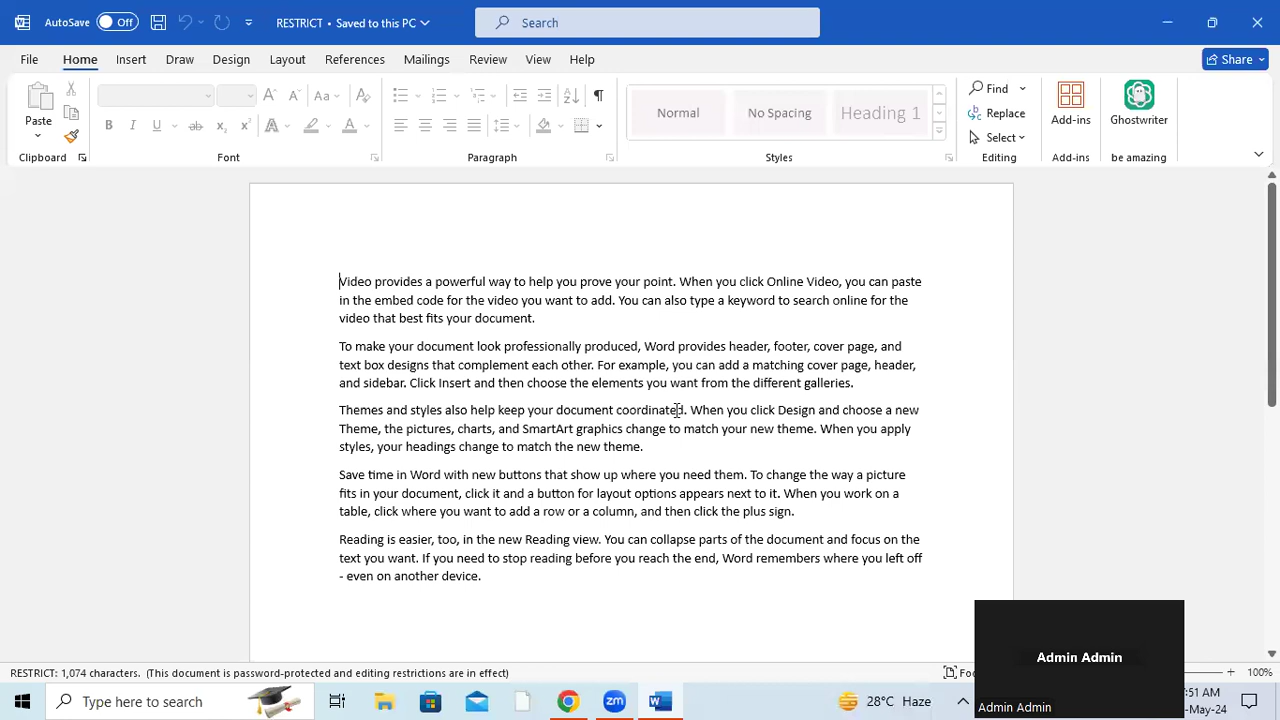 AutoSave Off RESTRICT • Saved to this PC Search
File Home Insert Draw Design Layout References Mailings Review View Help Share
Paste Aa B I U ab x₂ x² A A Normal No Spacing Heading 1 Find Replace Select Add-ins Ghostwriter
Clipboard Font Paragraph Styles Editing Add-ins be amazing
Video provides a powerful way to help you prove your point. When you click Online Video, you can paste
in the embed code for the video you want to add. You can also type a keyword to search online for the
video that best fits your document.
To make your document look professionally produced, Word provides header, footer, cover page, and
text box designs that complement each other. For example, you can add a matching cover page, header,
and sidebar. Click Insert and then choose the elements you want from the different galleries.
Themes and styles also help keep your document coordinated. When you click Design and choose a new
Theme, the pictures, charts, and SmartArt graphics change to match your new theme. When you apply
styles, your headings change to match the new theme.
Save time in Word with new buttons that show up where you need them. To change the way a picture
fits in your document, click it and a button for layout options appears next to it. When you work on a
table, click where you want to add a row or a column, and then click the plus sign.
Reading is easier, too, in the new Reading view. You can collapse parts of the document and focus on the
text you want. If you need to stop reading before you reach the end, Word remembers where you left off
- even on another device.
Admin Admin
RESTRICT: 1,074 characters. (This document is password-protected and editing restrictions are in effect) 100%
Type here to search zm 28°C Haze Admin Admin